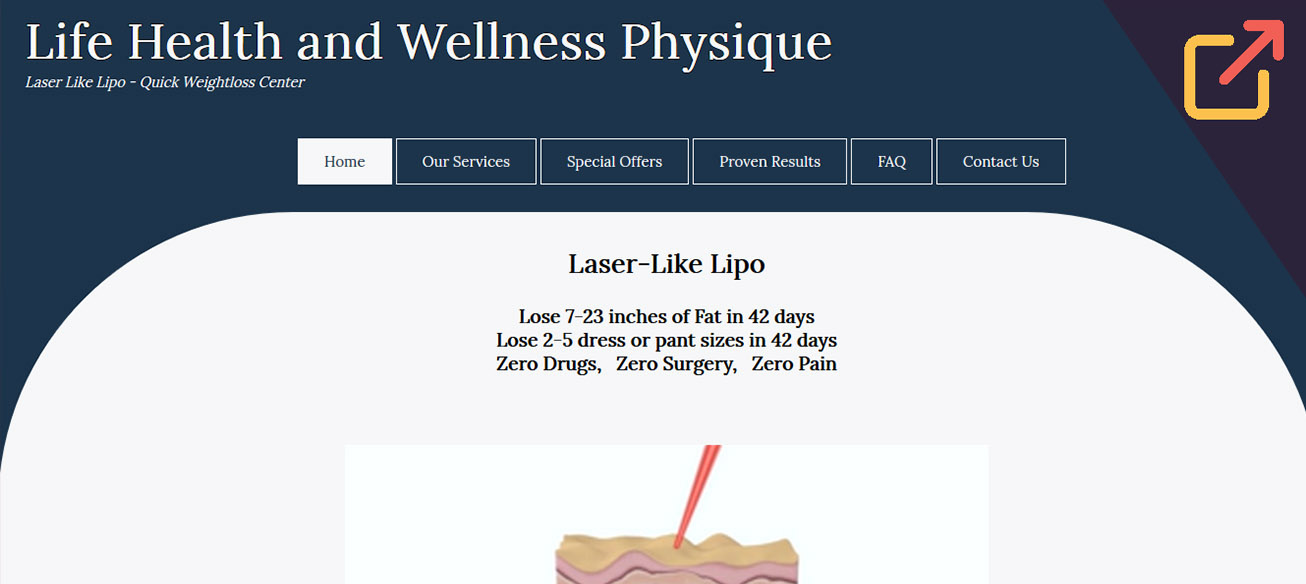 Life Health and Wellness Physique
Laser Like Lipo - Quick Weightloss Center
Home Our Services Special Offers Proven Results FAQ Contact Us
Laser-Like Lipo
Lose 7-23 inches of Fat in 42 days
Lose 2-5 dress or pant sizes in 42 days
Zero Drugs, Zero Surgery, Zero Pain